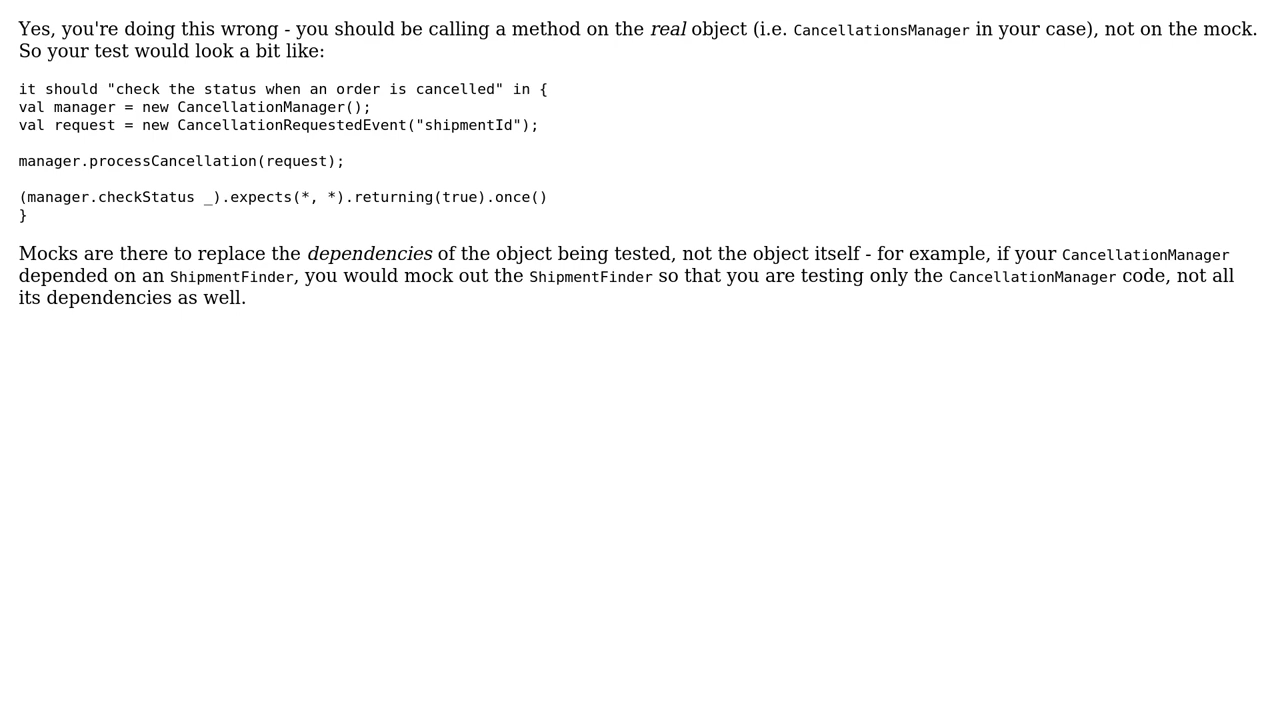 Yes, you're doing this wrong - you should be calling a method on the real object (i.e. CancellationsManager in your case), not on the mock.
So your test would look a bit like:
it should "check the status when an order is cancelled" in {
val manager = new CancellationManager();
val request = new CancellationRequestedEvent("shipmentId");
manager.processCancellation(request);
(manager.checkStatus _).expects(*, *).returning(true).once()
}
Mocks are there to replace the dependencies of the object being tested, not the object itself - for example, if your CancellationManager
depended on an ShipmentFinder, you would mock out the ShipmentFinder so that you are testing only the CancellationManager code, not all
its dependencies as well.